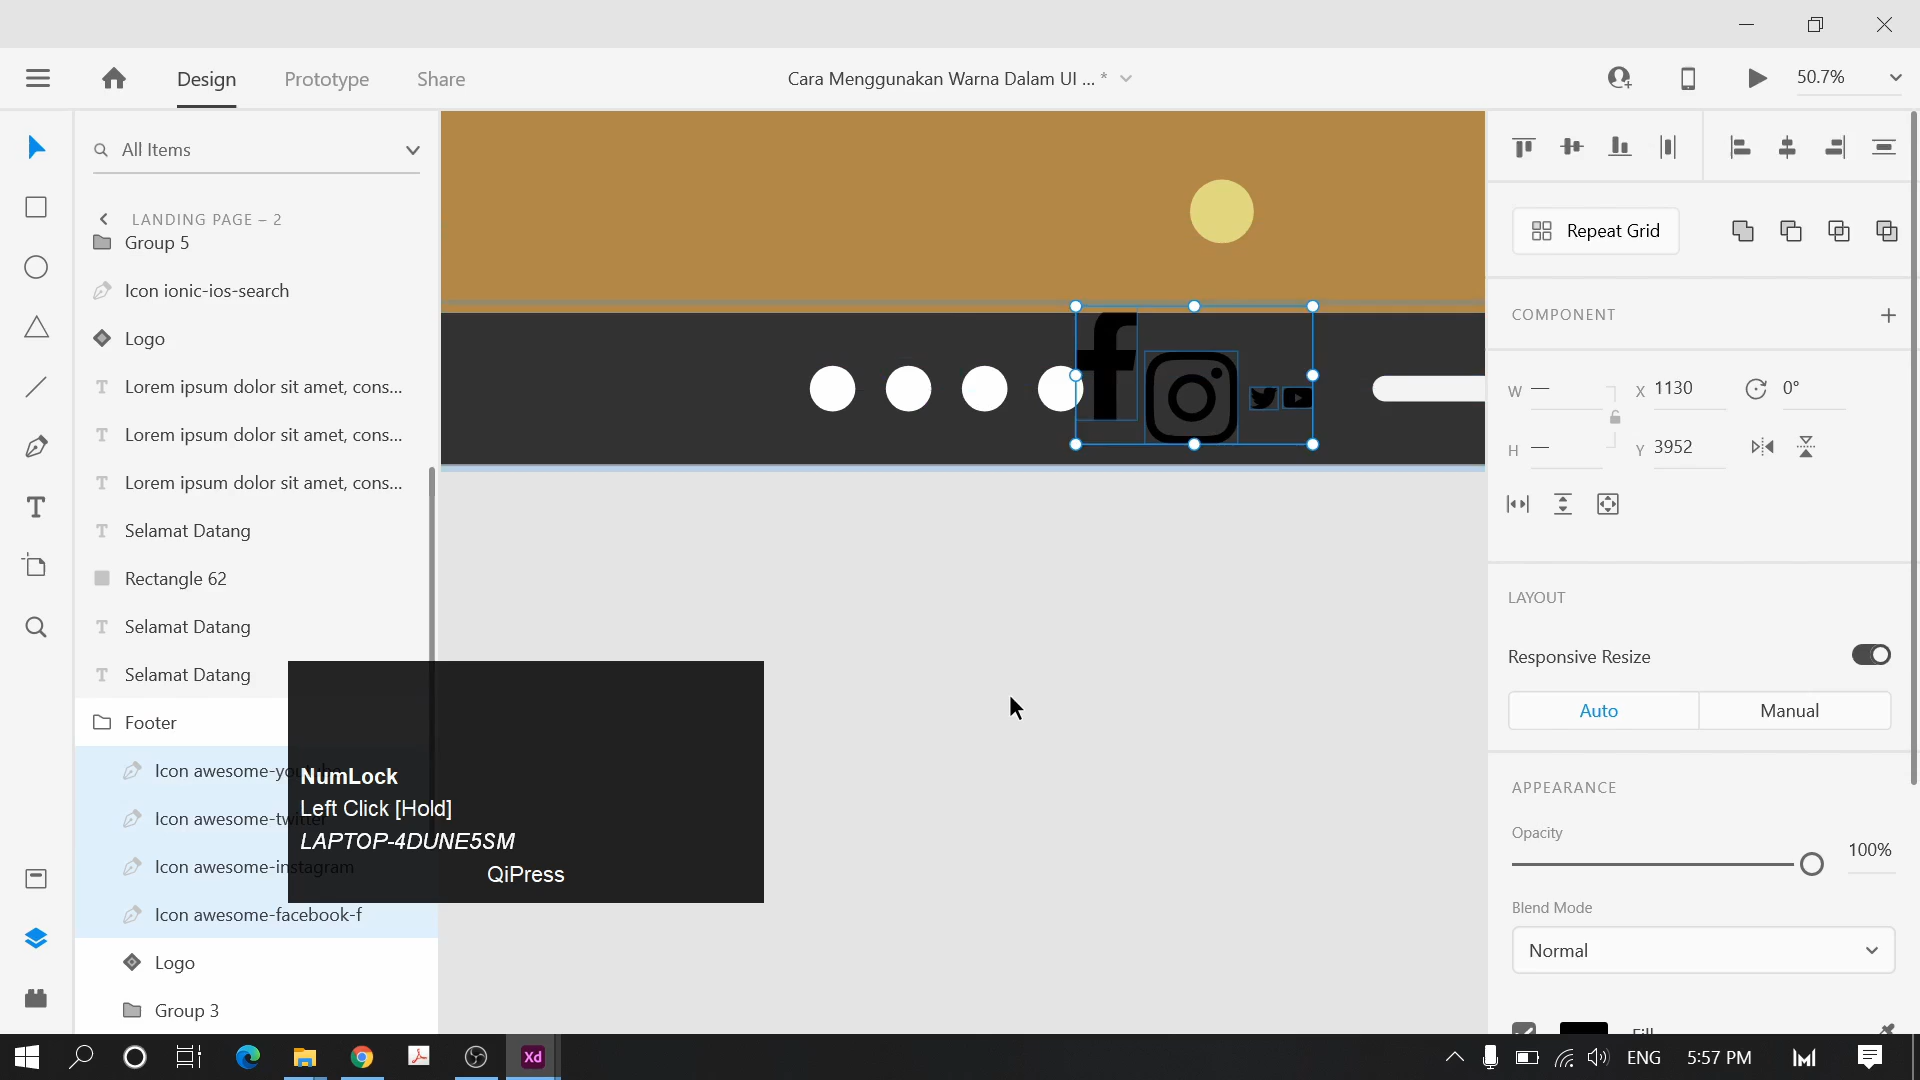 Design
Prototype
Share
Cara Menggunakan Warna Dalam UI ... *
50.7%
All Items
LANDING PAGE – 2
Group 5
Icon ionic-ios-search
Logo
Lorem ipsum dolor sit amet, cons...
Lorem ipsum dolor sit amet, cons...
Lorem ipsum dolor sit amet, cons...
Selamat Datang
Rectangle 62
Selamat Datang
Selamat Datang
Footer
Icon awesome-youtube
Icon awesome-twitter
Icon awesome-instagram
Icon awesome-facebook-f
Logo
Group 3
NumLock
Left Click [Hold]
LAPTOP-4DUNE5SM
QiPress
Repeat Grid
COMPONENT
W
X 1130
0°
H
Y 3952
LAYOUT
Responsive Resize
Auto
Manual
APPEARANCE
Opacity
100%
Blend Mode
Normal
Fill
Xd
ENG
5:57 PM